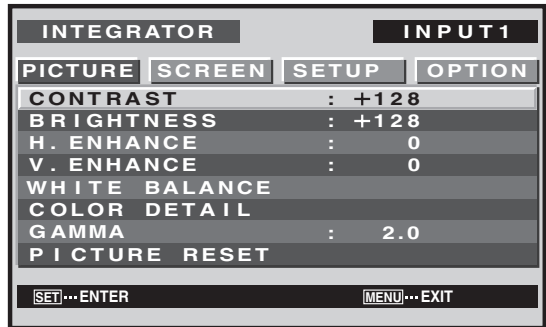 INTEGRATOR INPUT1
PICTURE SCREEN SETUP OPTION
CONTRAST : +128
BRIGHTNESS : +128
H. ENHANCE : 0
V. ENHANCE : 0
WHITE BALANCE
COLOR DETAIL
GAMMA : 2.0
PICTURE RESET
SET···ENTER MENU···EXIT